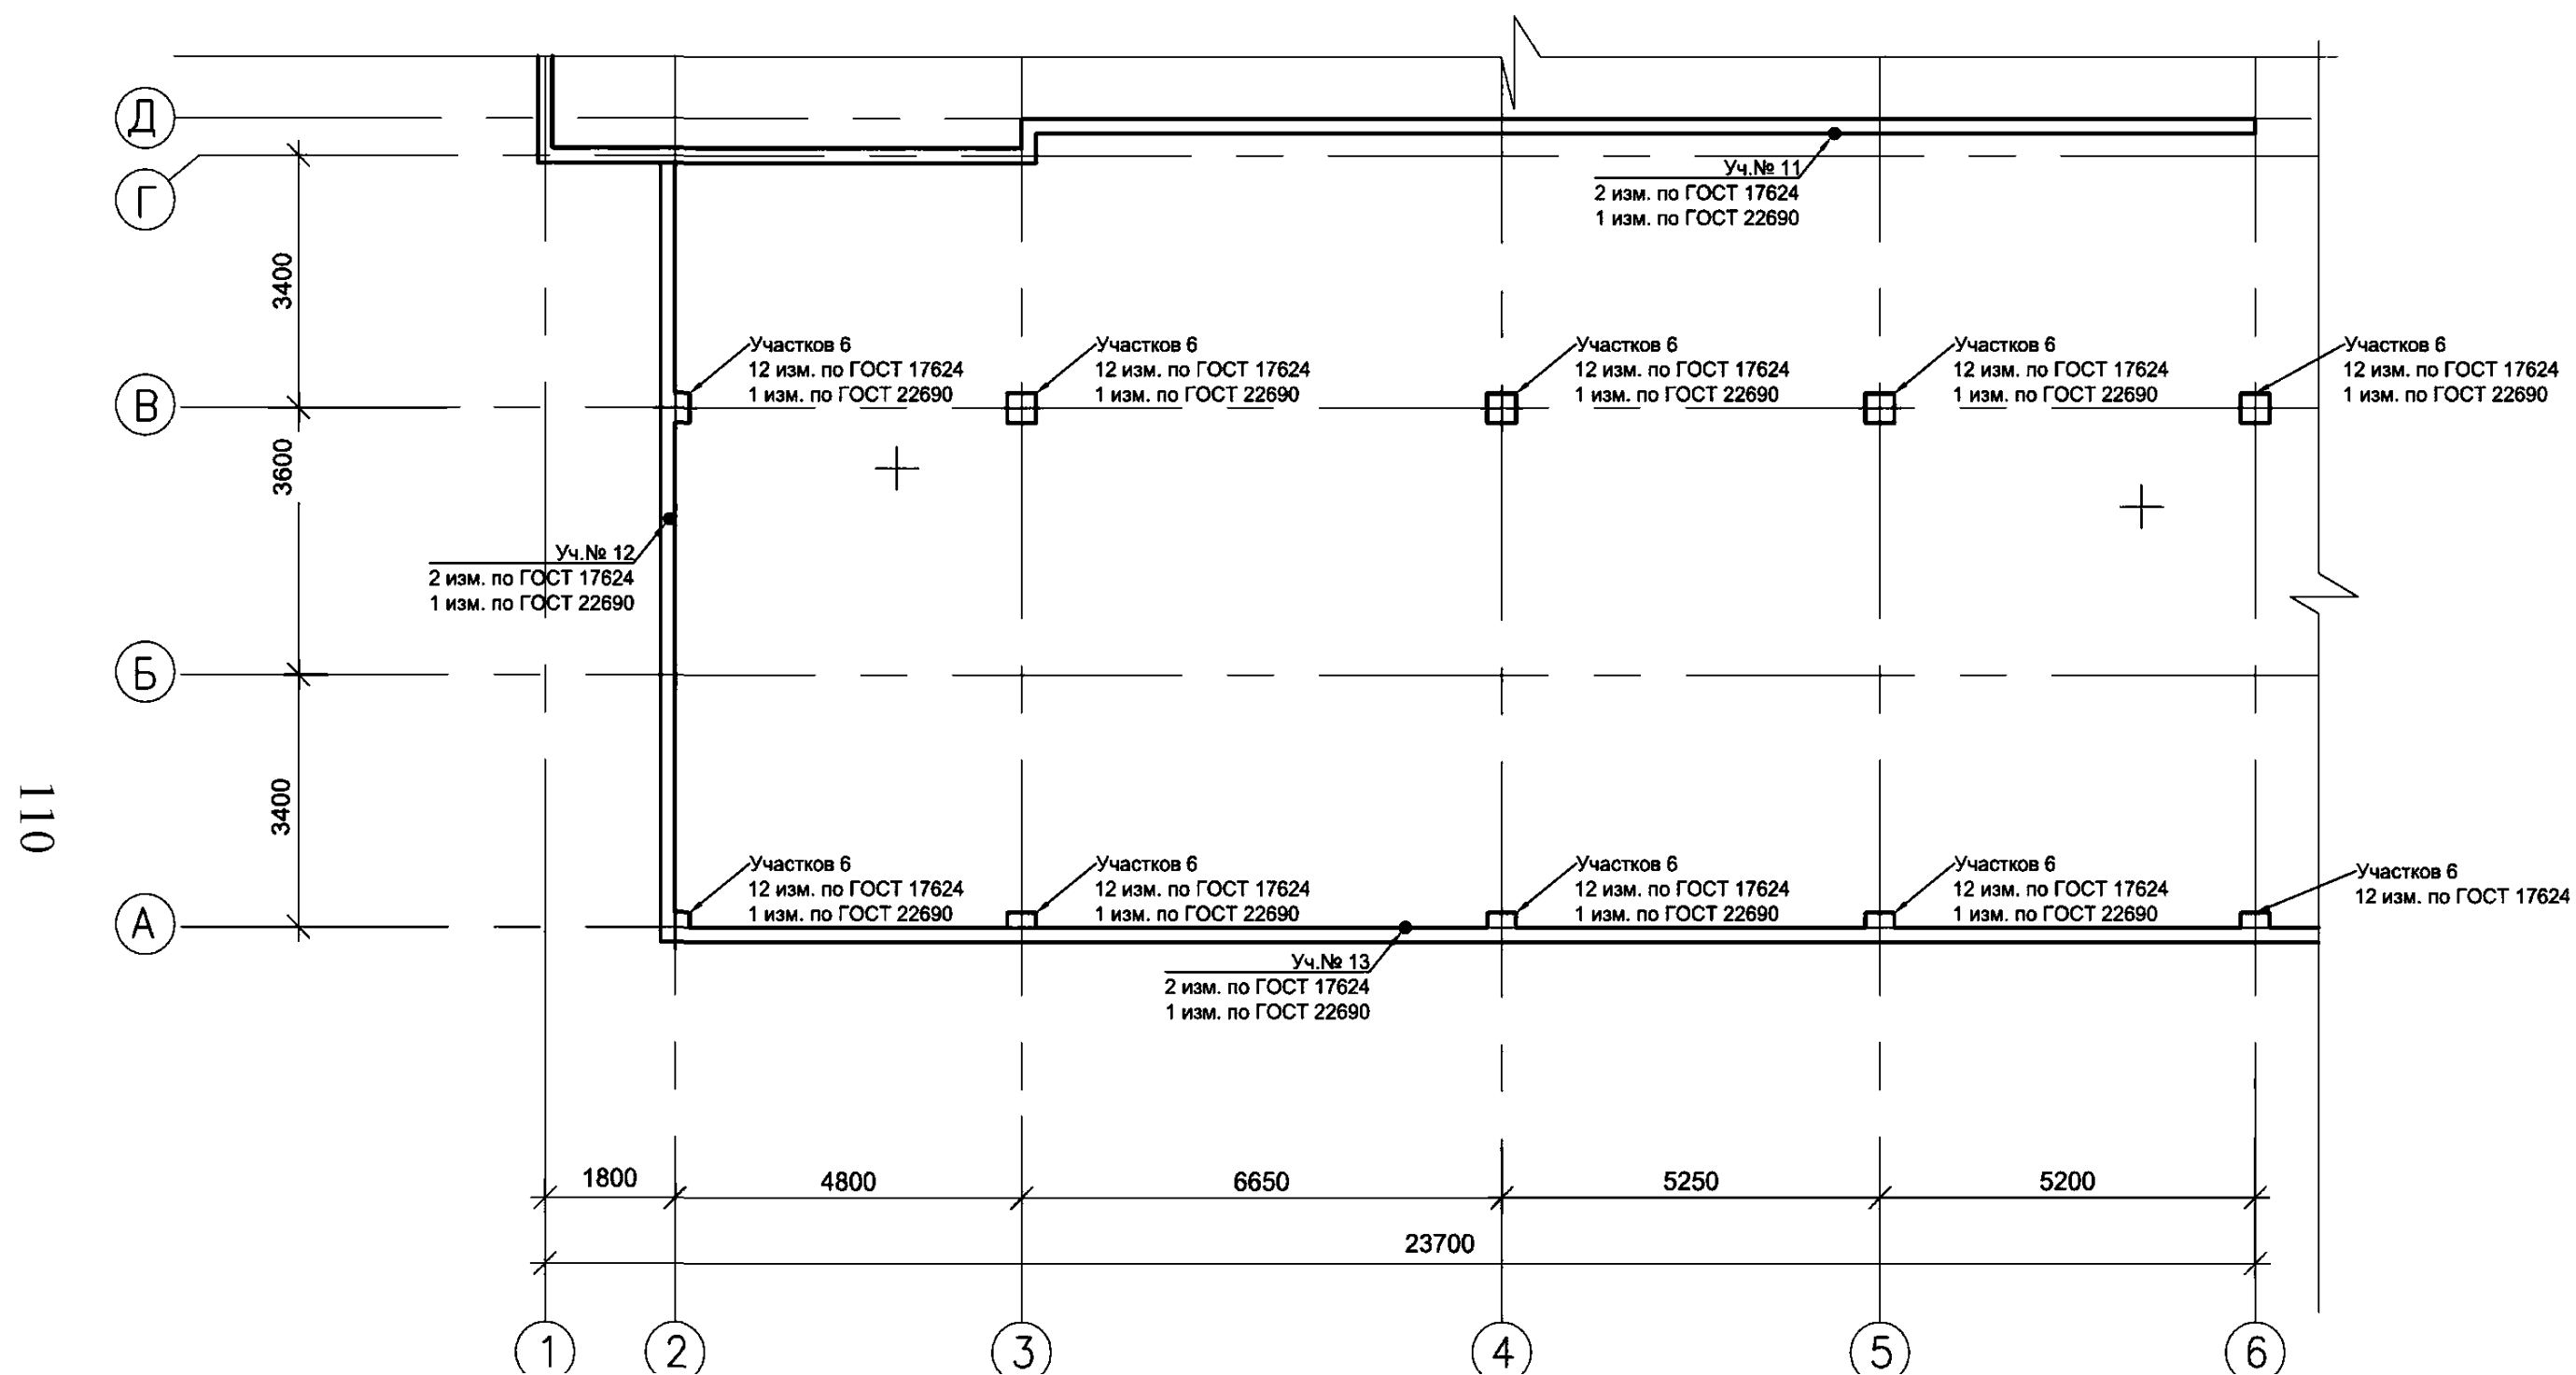 Д
Г
Уч.№ 11
2 изм. по ГОСТ 17624
1 изм. по ГОСТ 22690
3400
Участков 6
12 изм. по ГОСТ 17624
1 изм. по ГОСТ 22690
Участков 6
12 изм. по ГОСТ 17624
1 изм. по ГОСТ 22690
Участков 6
12 изм. по ГОСТ 17624
1 изм. по ГОСТ 22690
Участков 6
12 изм. по ГОСТ 17624
1 изм. по ГОСТ 22690
Участков 6
12 изм. по ГОСТ 17624
1 изм. по ГОСТ 22690
В
3600
Уч.№ 12
2 изм. по ГОСТ 17624
1 изм. по ГОСТ 22690
Б
3400
110
Участков 6
12 изм. по ГОСТ 17624
1 изм. по ГОСТ 22690
Участков 6
12 изм. по ГОСТ 17624
1 изм. по ГОСТ 22690
Участков 6
12 изм. по ГОСТ 17624
1 изм. по ГОСТ 22690
Участков 6
12 изм. по ГОСТ 17624
1 изм. по ГОСТ 22690
Участков 6
12 изм. по ГОСТ 17624
А
Уч.№ 13
2 изм. по ГОСТ 17624
1 изм. по ГОСТ 22690
1800
4800
6650
5250
5200
23700
1
2
3
4
5
6